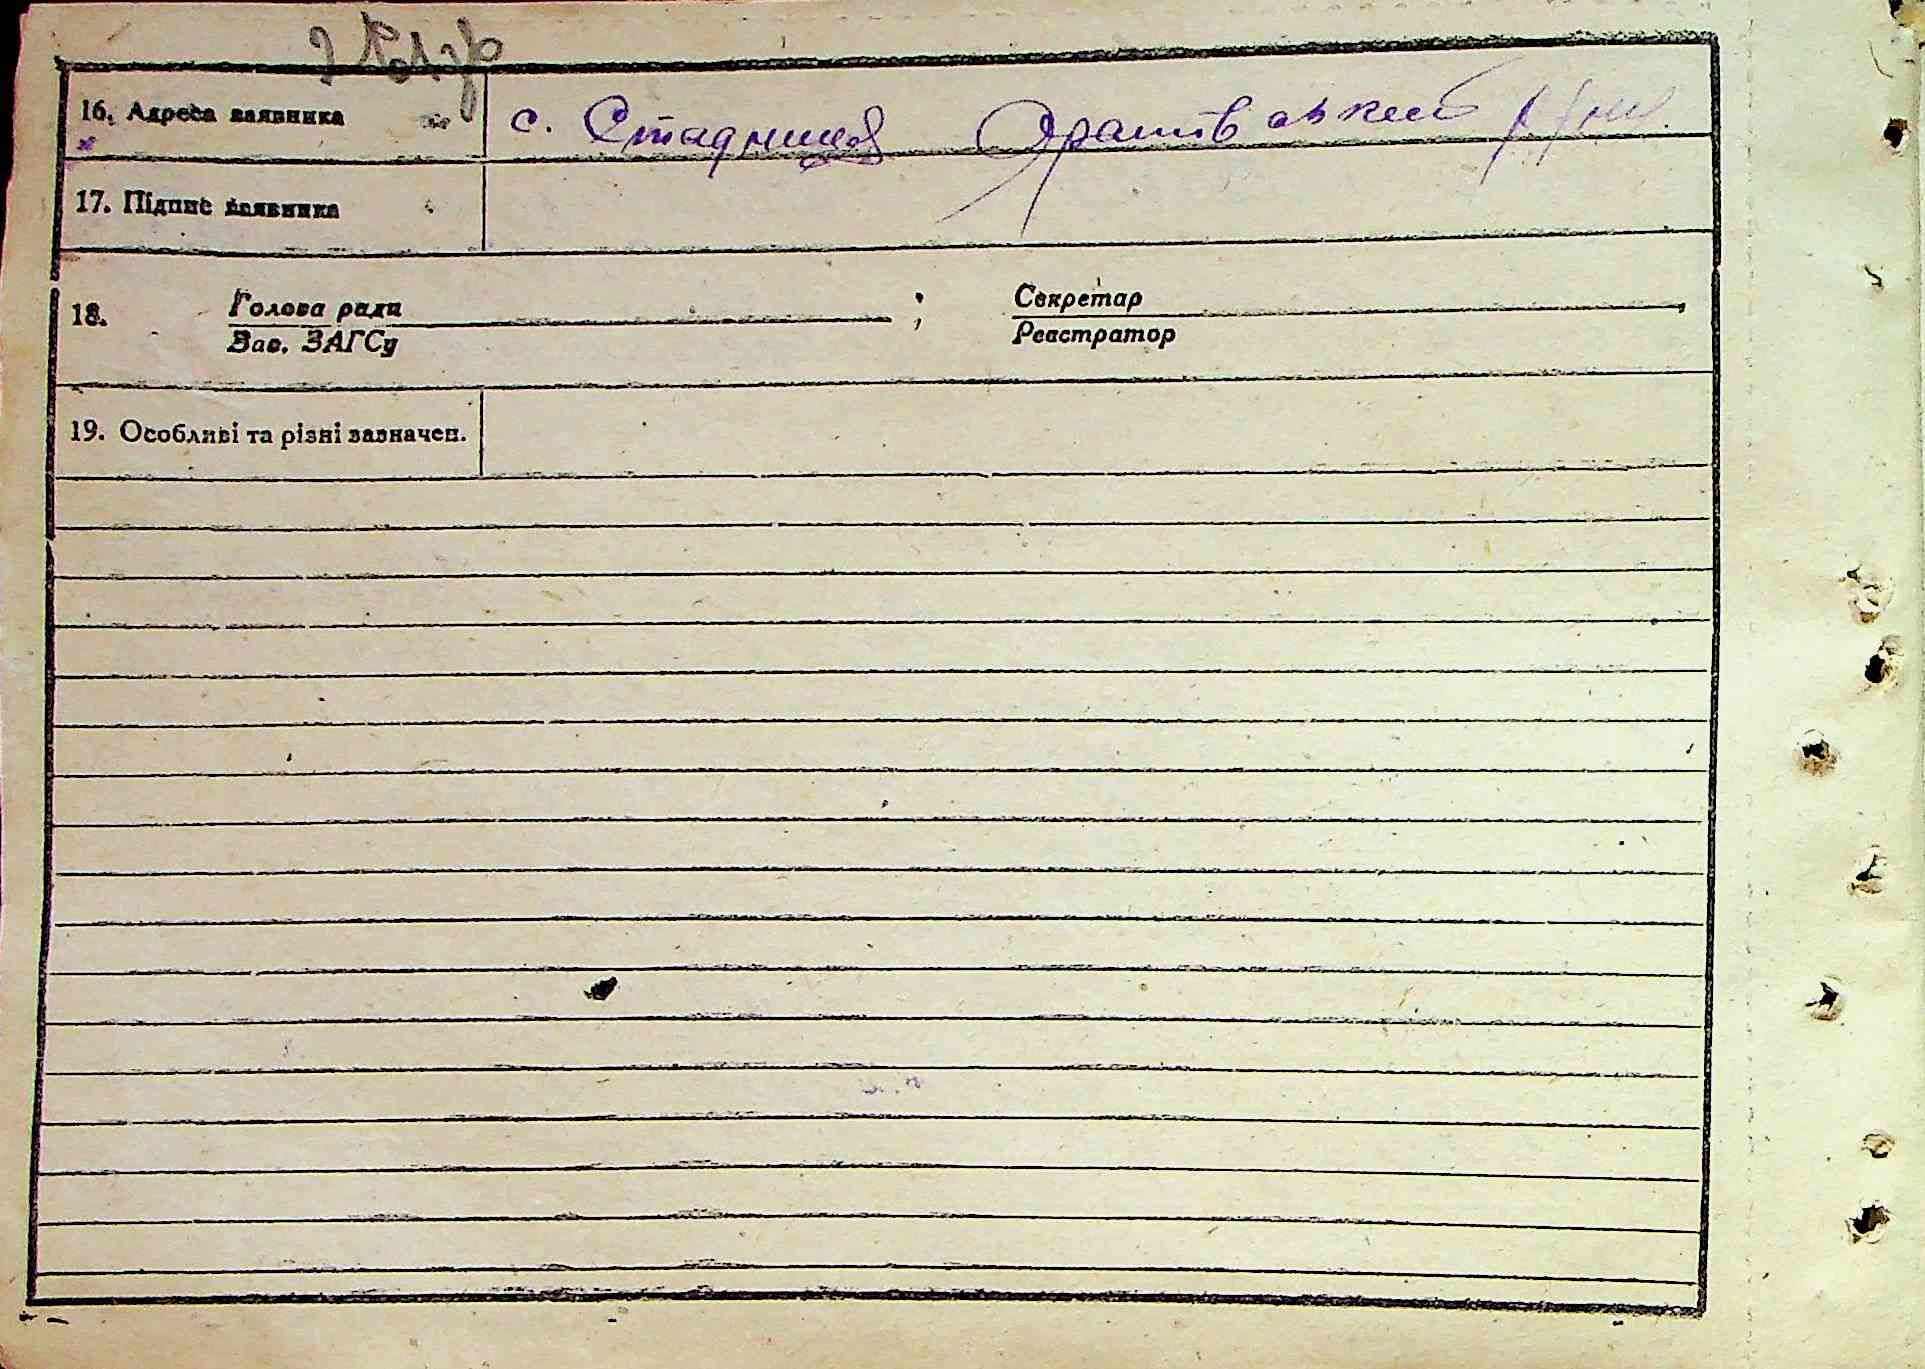 16. Адреса заявника с. Стадниця
17. Підпис заявника
18. Голова ради ; Секретар ,
Зав. ЗАГСу Реєстратор
19. Особливі та різні зазначен.